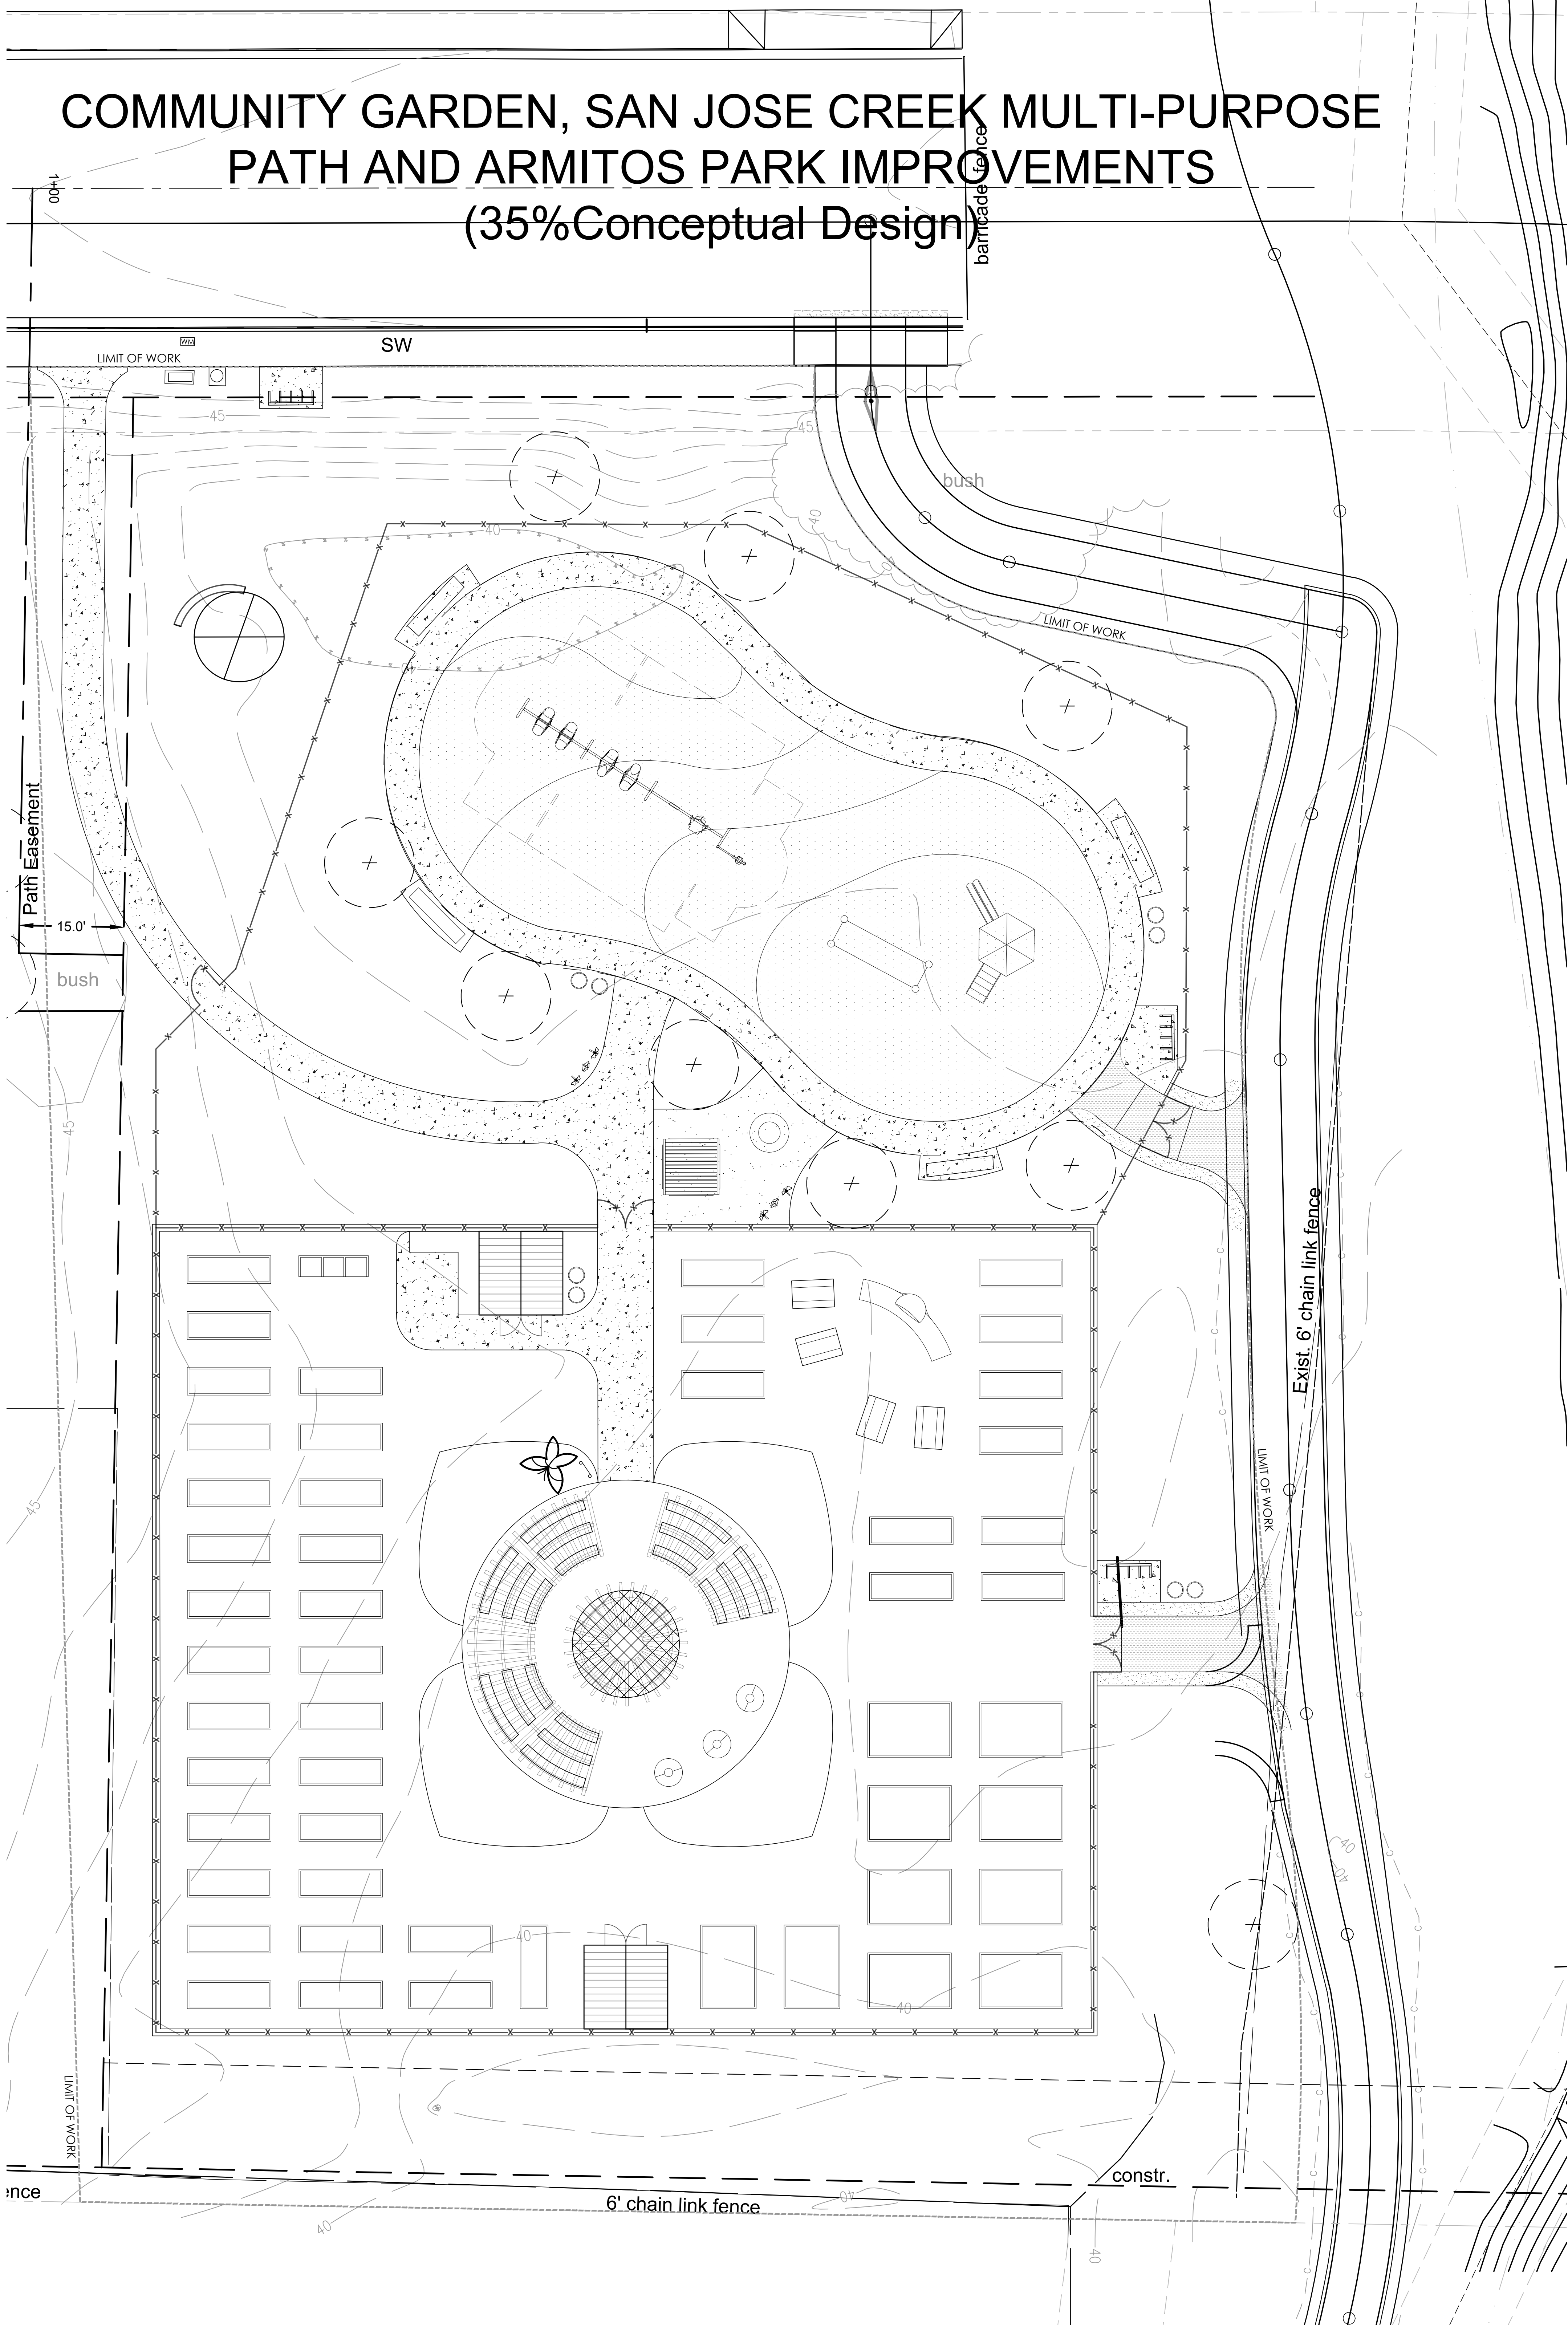 COMMUNITY GARDEN, SAN JOSE CREEK MULTI-PURPOSE
PATH AND ARMITOS PARK IMPROVEMENTS
(35%Conceptual Design)
barricade fence
1+00
WM
SW
LIMIT OF WORK
45
45
bush
40
40
40
LIMIT OF WORK
Path Easement
15.0'
bush
45
Exist. 6' chain link fence
LIMIT OF WORK
45
40
40
40
40
LIMIT OF WORK
constr.
ence
6' chain link fence
40
40
40